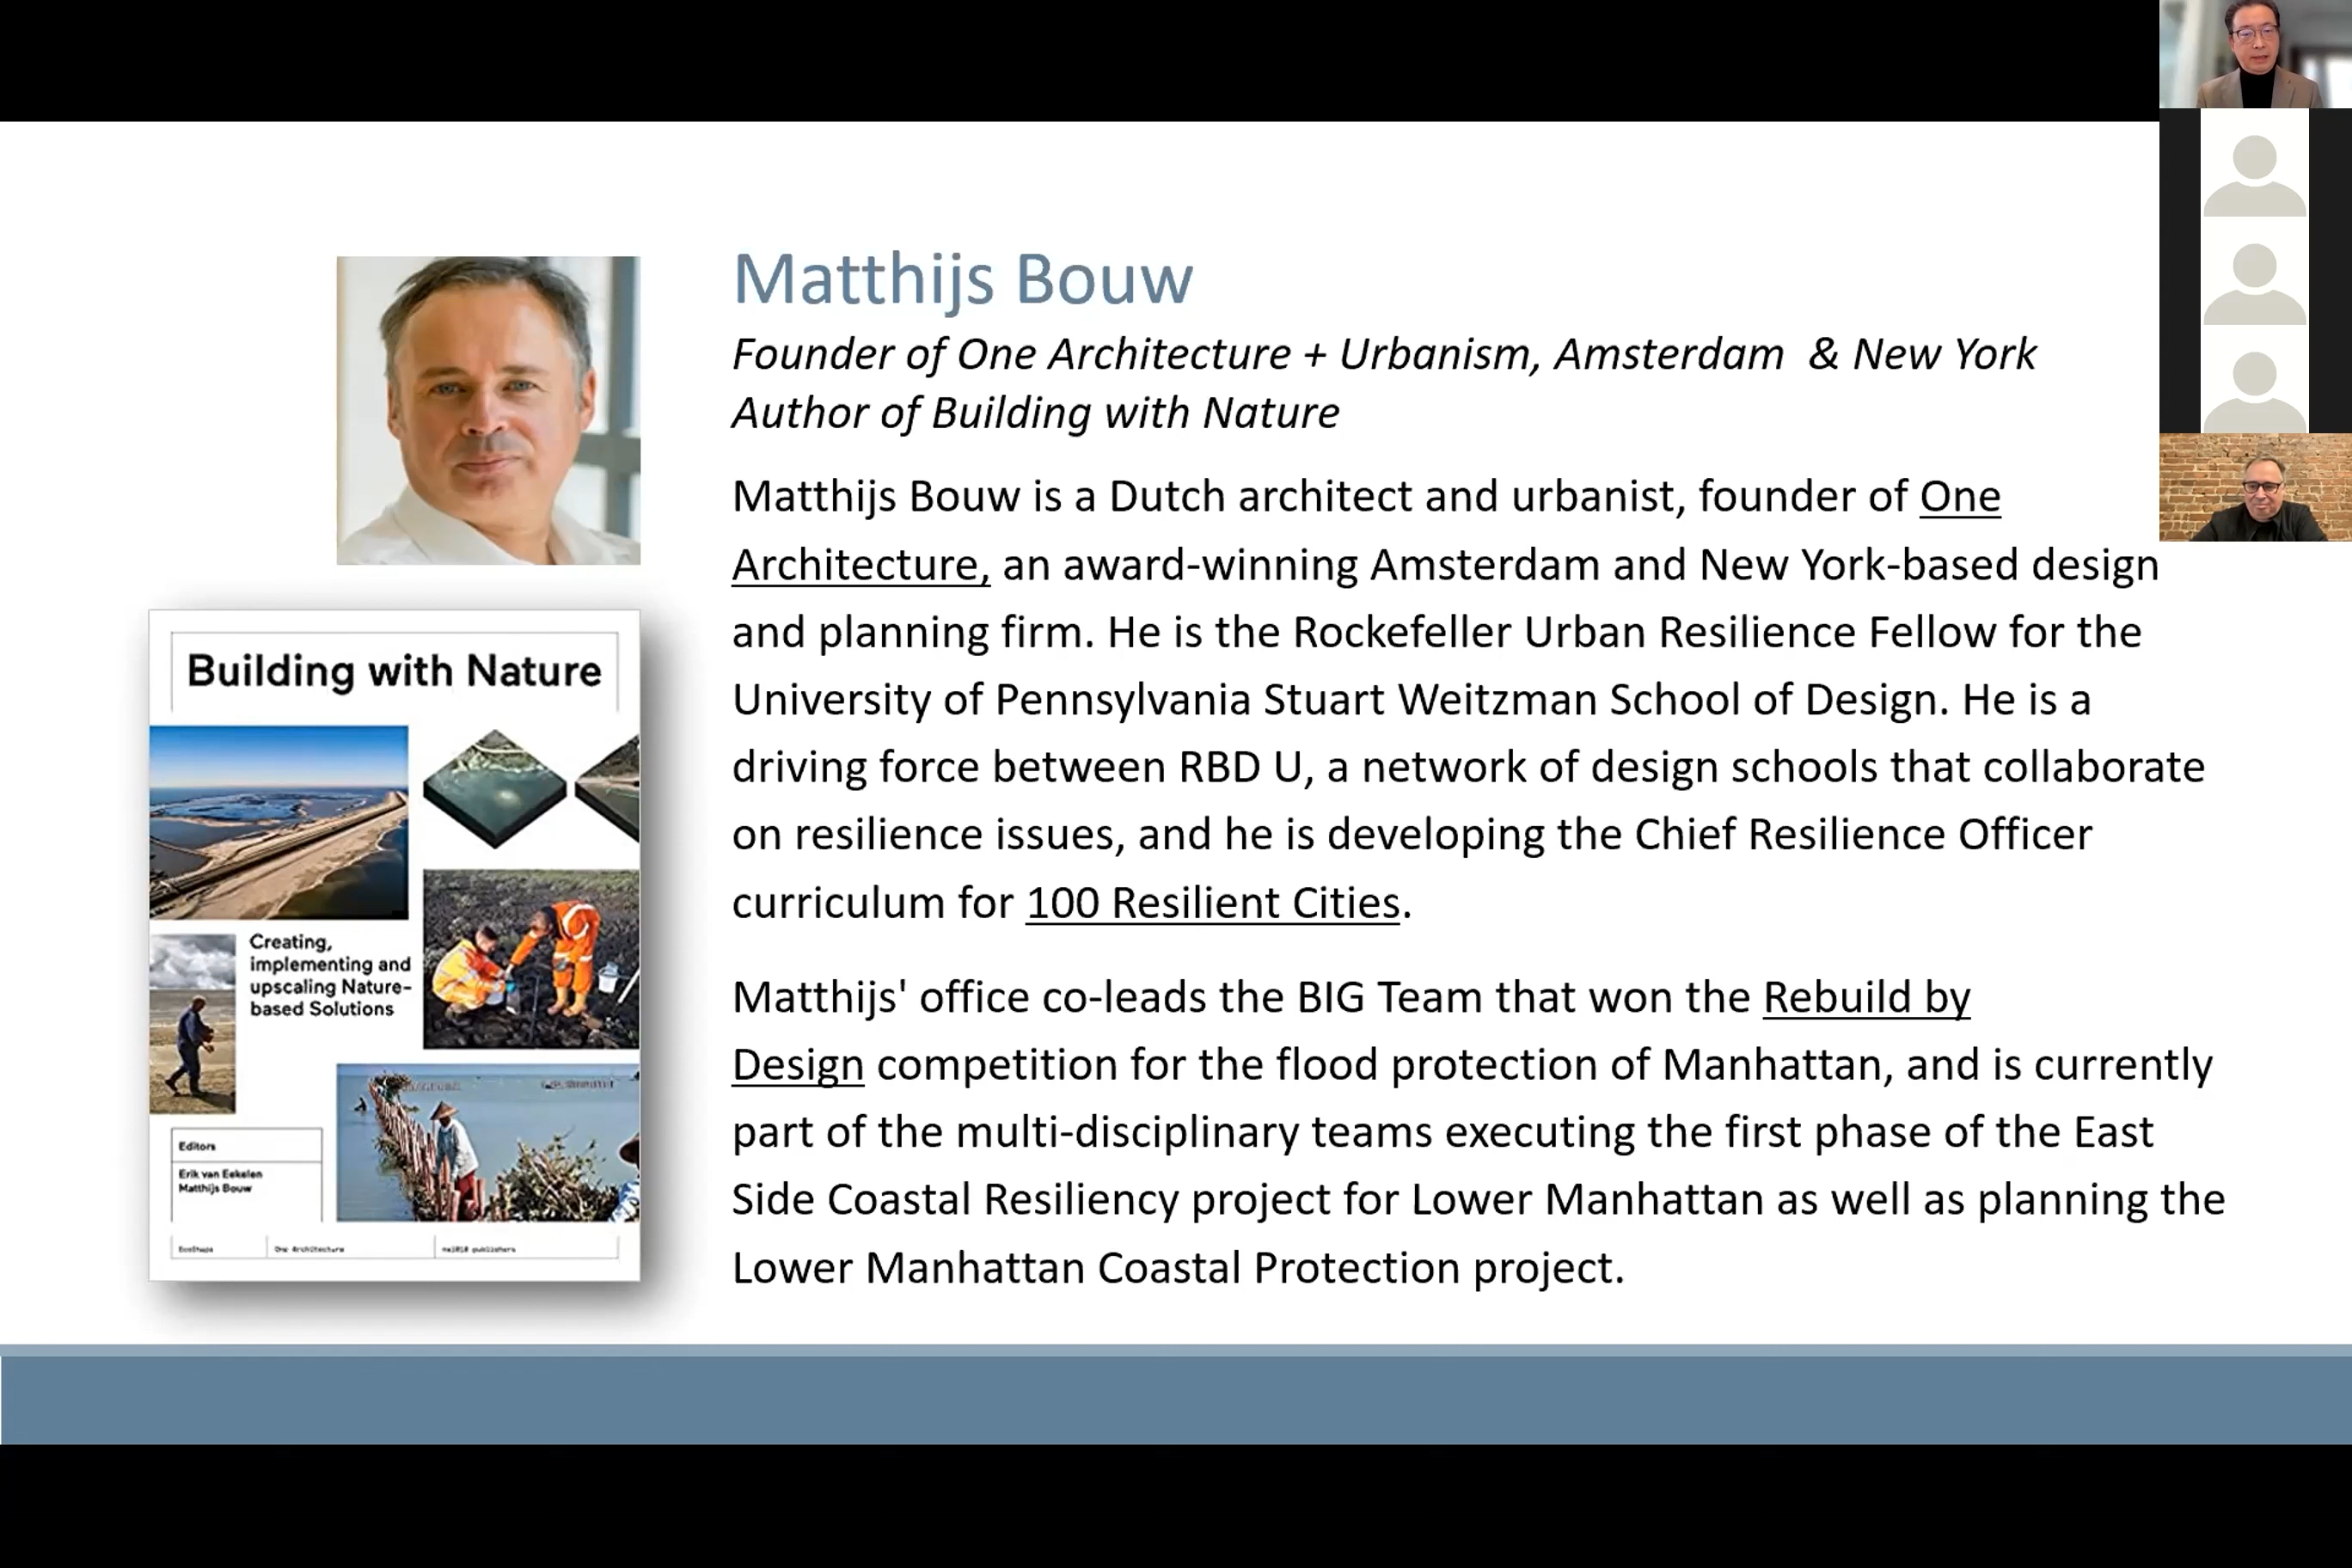 Matthijs Bouw
Founder of One Architecture + Urbanism, Amsterdam & New York
Author of Building with Nature
Matthijs Bouw is a Dutch architect and urbanist, founder of One
Architecture, an award-winning Amsterdam and New York-based design
and planning firm. He is the Rockefeller Urban Resilience Fellow for the
University of Pennsylvania Stuart Weitzman School of Design. He is a
driving force between RBD U, a network of design schools that collaborate
on resilience issues, and he is developing the Chief Resilience Officer
curriculum for 100 Resilient Cities.
Matthijs' office co-leads the BIG Team that won the Rebuild by
Design competition for the flood protection of Manhattan, and is currently
part of the multi-disciplinary teams executing the first phase of the East
Side Coastal Resiliency project for Lower Manhattan as well as planning the
Lower Manhattan Coastal Protection project.
Building with Nature
Creating,
implementing and
upscaling Nature-
based Solutions
Editors
Erik van Eekelen
Matthijs Bouw
EcoShape
One Architecture
nai010 publishers